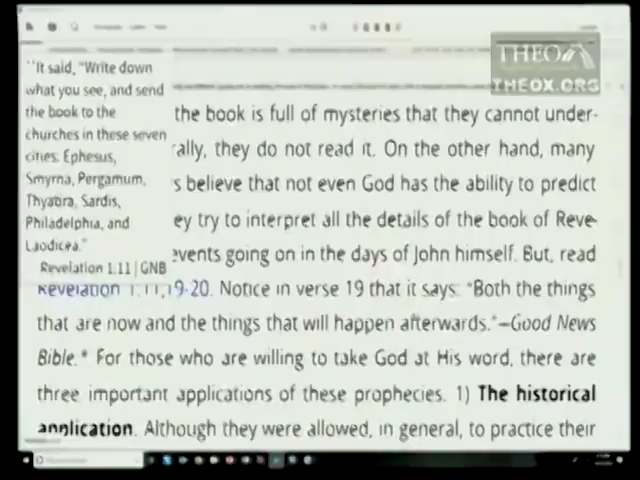 THEO
THEOX.ORG
"It said, "Write down
what you see, and send
the book to the
churches in these seven
cities: Ephesus,
Smyrna, Pergamum,
Thyatira, Sardis,
Philadelphia, and
Laodicea."
Revelation 1.11 | GNB
the book is full of mysteries that they cannot under-
ally, they do not read it. On the other hand, many
s believe that not even God has the ability to predict
ey try to interpret all the details of the book of Reve-
events going on in the days of John himself. But, read
Revelation 1:11,19-20. Notice in verse 19 that it says: "Both the things
that are now and the things that will happen afterwards."—Good News
Bible.* For those who are willing to take God at His word, there are
three important applications of these prophecies. 1) The historical
application. Although they were allowed, in general, to practice their